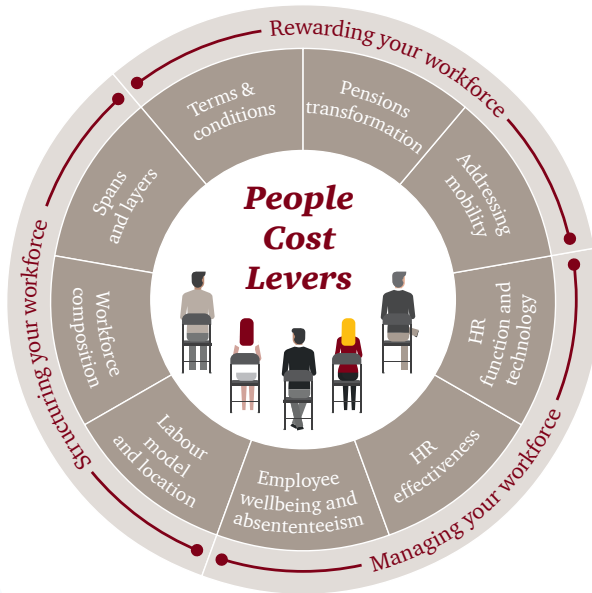 People
Cost
Levers
Rewarding your workforce
Terms &
conditions
Pensions
transformation
Addressing
mobility
Managing your workforce
HR
function and
technology
HR
effectiveness
Employee
wellbeing and
absententeeism
Structuring your workforce
Labour
model
and location
Workforce
composition
Spans
and layers